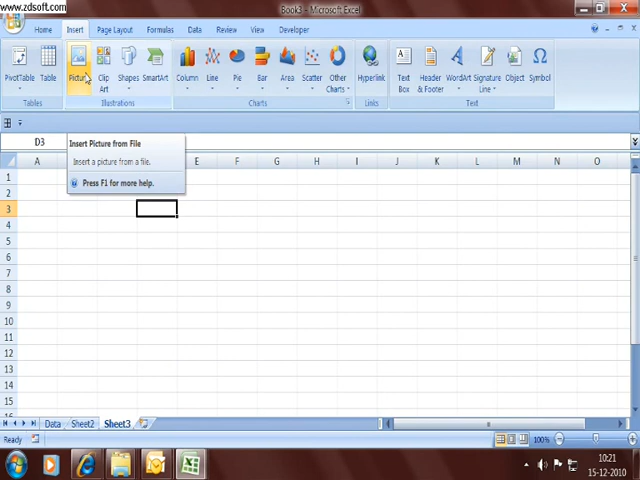 www.zdsoft.com
Book3 - Microsoft Excel
Home Insert Page Layout Formulas Data Review View Developer
PivotTable Table Picture Clip Art Shapes SmartArt Column Line Pie Bar Area Scatter Other Charts Hyperlink Text Box Header & Footer WordArt Signature Line Object Symbol
Tables Illustrations Charts Links Text
D3
Insert Picture from File
Insert a picture from a file.
Press F1 for more help.
A E F G H I J K L M N O
1
2
3
4
5
6
7
8
9
10
11
12
13
14
15
16
Data Sheet2 Sheet3
Ready 100%
10:21
15-12-2010